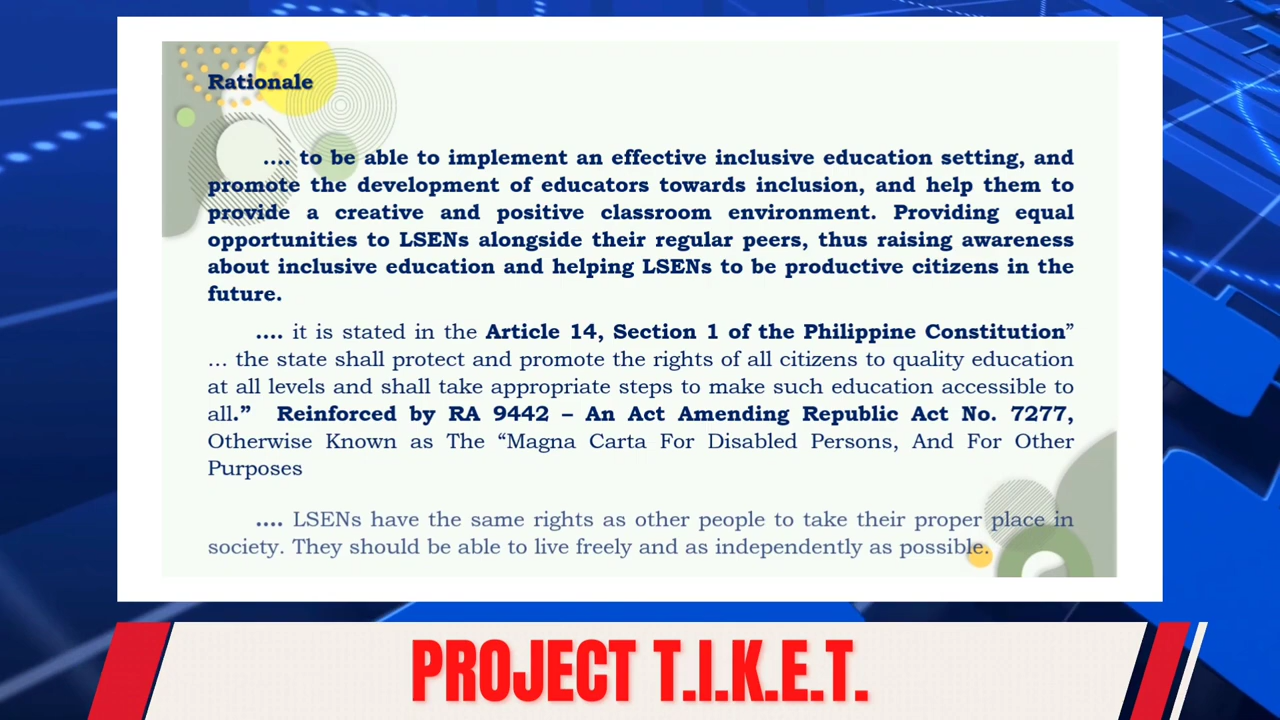 Rationale
.... to be able to implement an effective inclusive education setting, and
promote the development of educators towards inclusion, and help them to
provide a creative and positive classroom environment. Providing equal
opportunities to LSENs alongside their regular peers, thus raising awareness
about inclusive education and helping LSENs to be productive citizens in the
future.
.... it is stated in the Article 14, Section 1 of the Philippine Constitution”
... the state shall protect and promote the rights of all citizens to quality education
at all levels and shall take appropriate steps to make such education accessible to
all.” Reinforced by RA 9442 – An Act Amending Republic Act No. 7277,
Otherwise Known as The “Magna Carta For Disabled Persons, And For Other
Purposes
.... LSENs have the same rights as other people to take their proper place in
society. They should be able to live freely and as independently as possible.
PROJECT T.I.K.E.T.